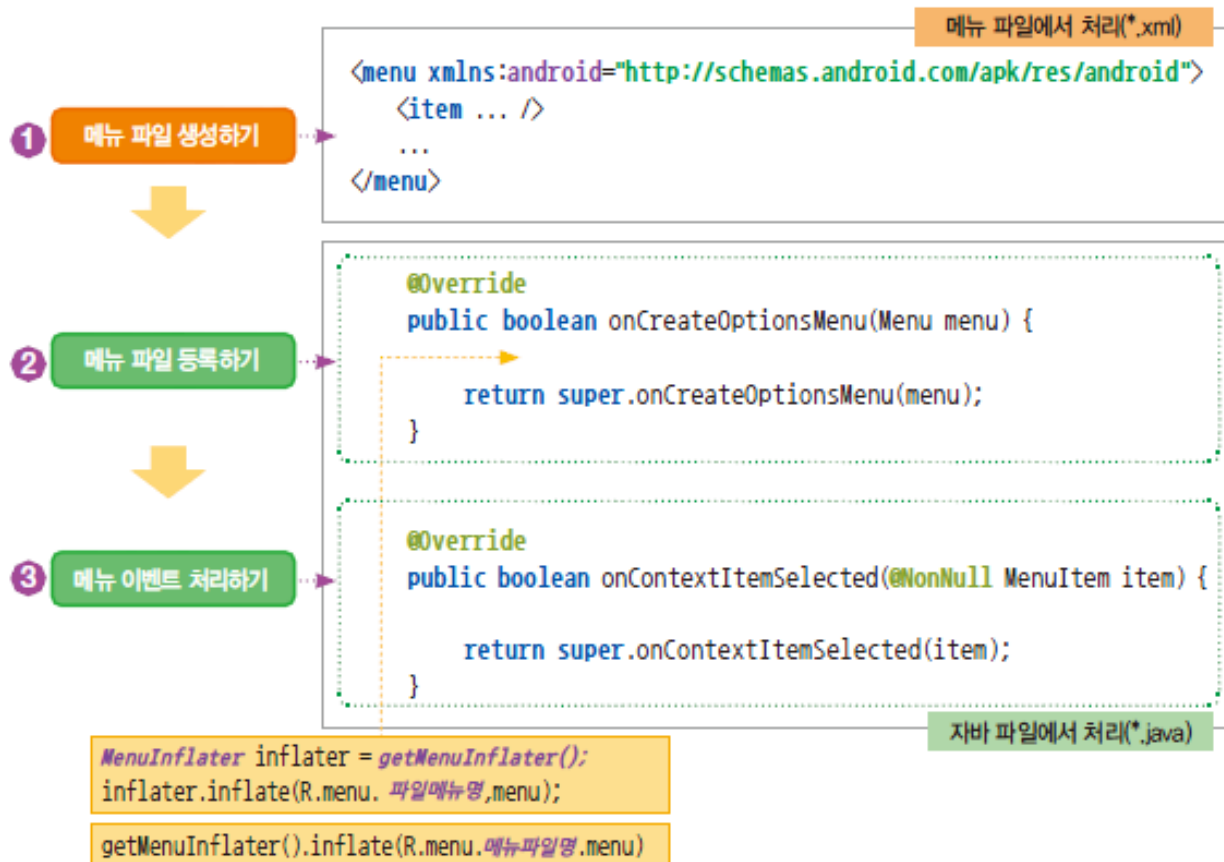 메뉴 파일에서 처리(*.xml)
<menu xmlns:android="http://schemas.android.com/apk/res/android">
<item ... />
...
</menu>
1 메뉴 파일 생성하기
@Override
public boolean onCreateOptionsMenu(Menu menu) {
return super.onCreateOptionsMenu(menu);
}
2 메뉴 파일 등록하기
@Override
public boolean onContextItemSelected(@NonNull MenuItem item) {
return super.onContextItemSelected(item);
}
3 메뉴 이벤트 처리하기
자바 파일에서 처리(*.java)
MenuInflater inflater = getMenuInflater();
inflater.inflate(R.menu. 파일메뉴명,menu);
getMenuInflater().inflate(R.menu.메뉴파일명.menu)